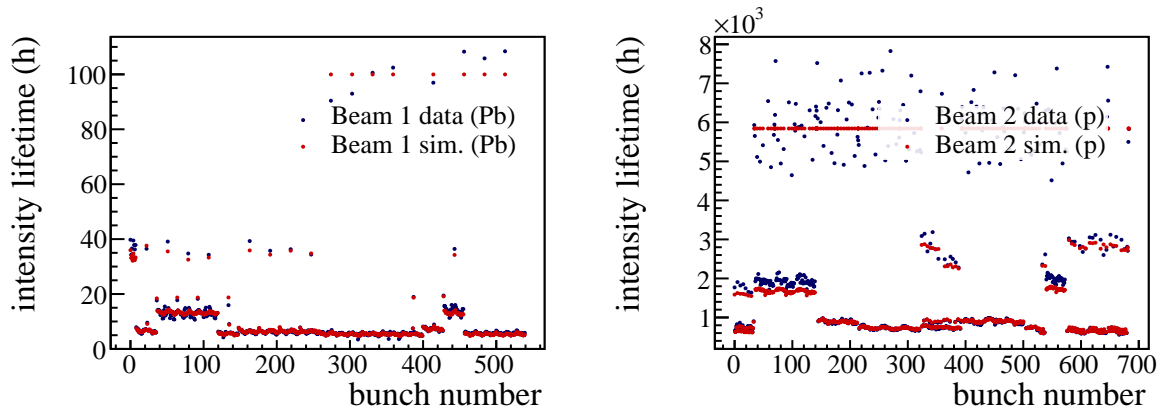 intensity lifetime (h)
100
80
60
40
20
0
Beam 1 data (Pb)
Beam 1 sim. (Pb)
0 100 200 300 400 500
bunch number
×10³
intensity lifetime (h)
8
7
6
5
4
3
2
1
Beam 2 data (p)
Beam 2 sim. (p)
0 100 200 300 400 500 600 700
bunch number